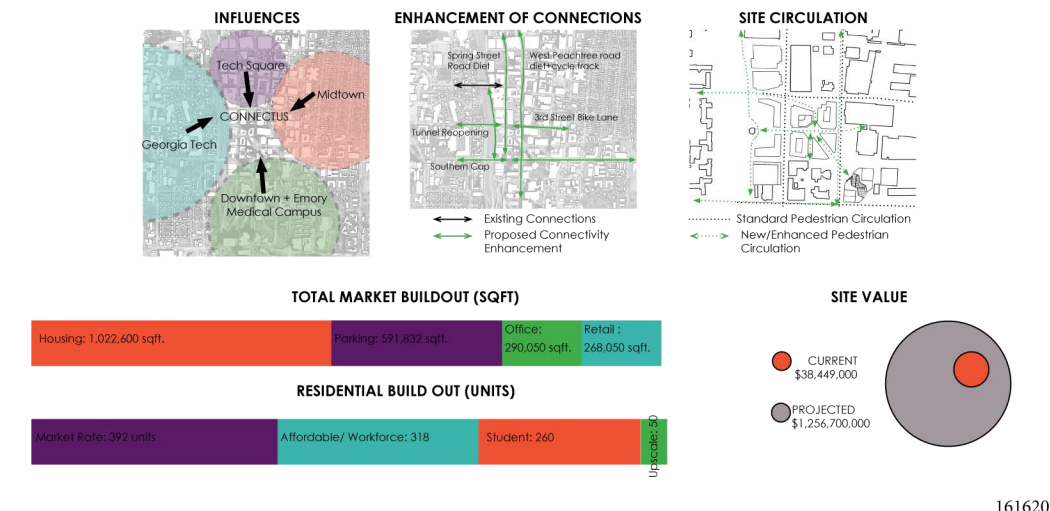 INFLUENCES
Tech Square
Midtown
CONNECTUS
Georgia Tech
Downtown + Emory
Medical Campus
ENHANCEMENT OF CONNECTIONS
Spring Street
Road Diet
West Peachtree road
diet+cycle track
3rd Street Bike Lane
Tunnel Reopening
Southern Cap
Existing Connections
Proposed Connectivity
Enhancement
SITE CIRCULATION
Standard Pedestrian Circulation
New/Enhanced Pedestrian
Circulation
TOTAL MARKET BUILDOUT (SQFT)
Housing: 1,022,600 sqft.
Parking: 591,832 sqft.
Office:
290,050 sqft.
Retail :
268,050 sqft.
RESIDENTIAL BUILD OUT (UNITS)
Market Rate: 392 units
Affordable/ Workforce: 318
Student: 260
Upscale: 50
SITE VALUE
CURRENT
$38,449,000
PROJECTED
$1,256,700,000
161620